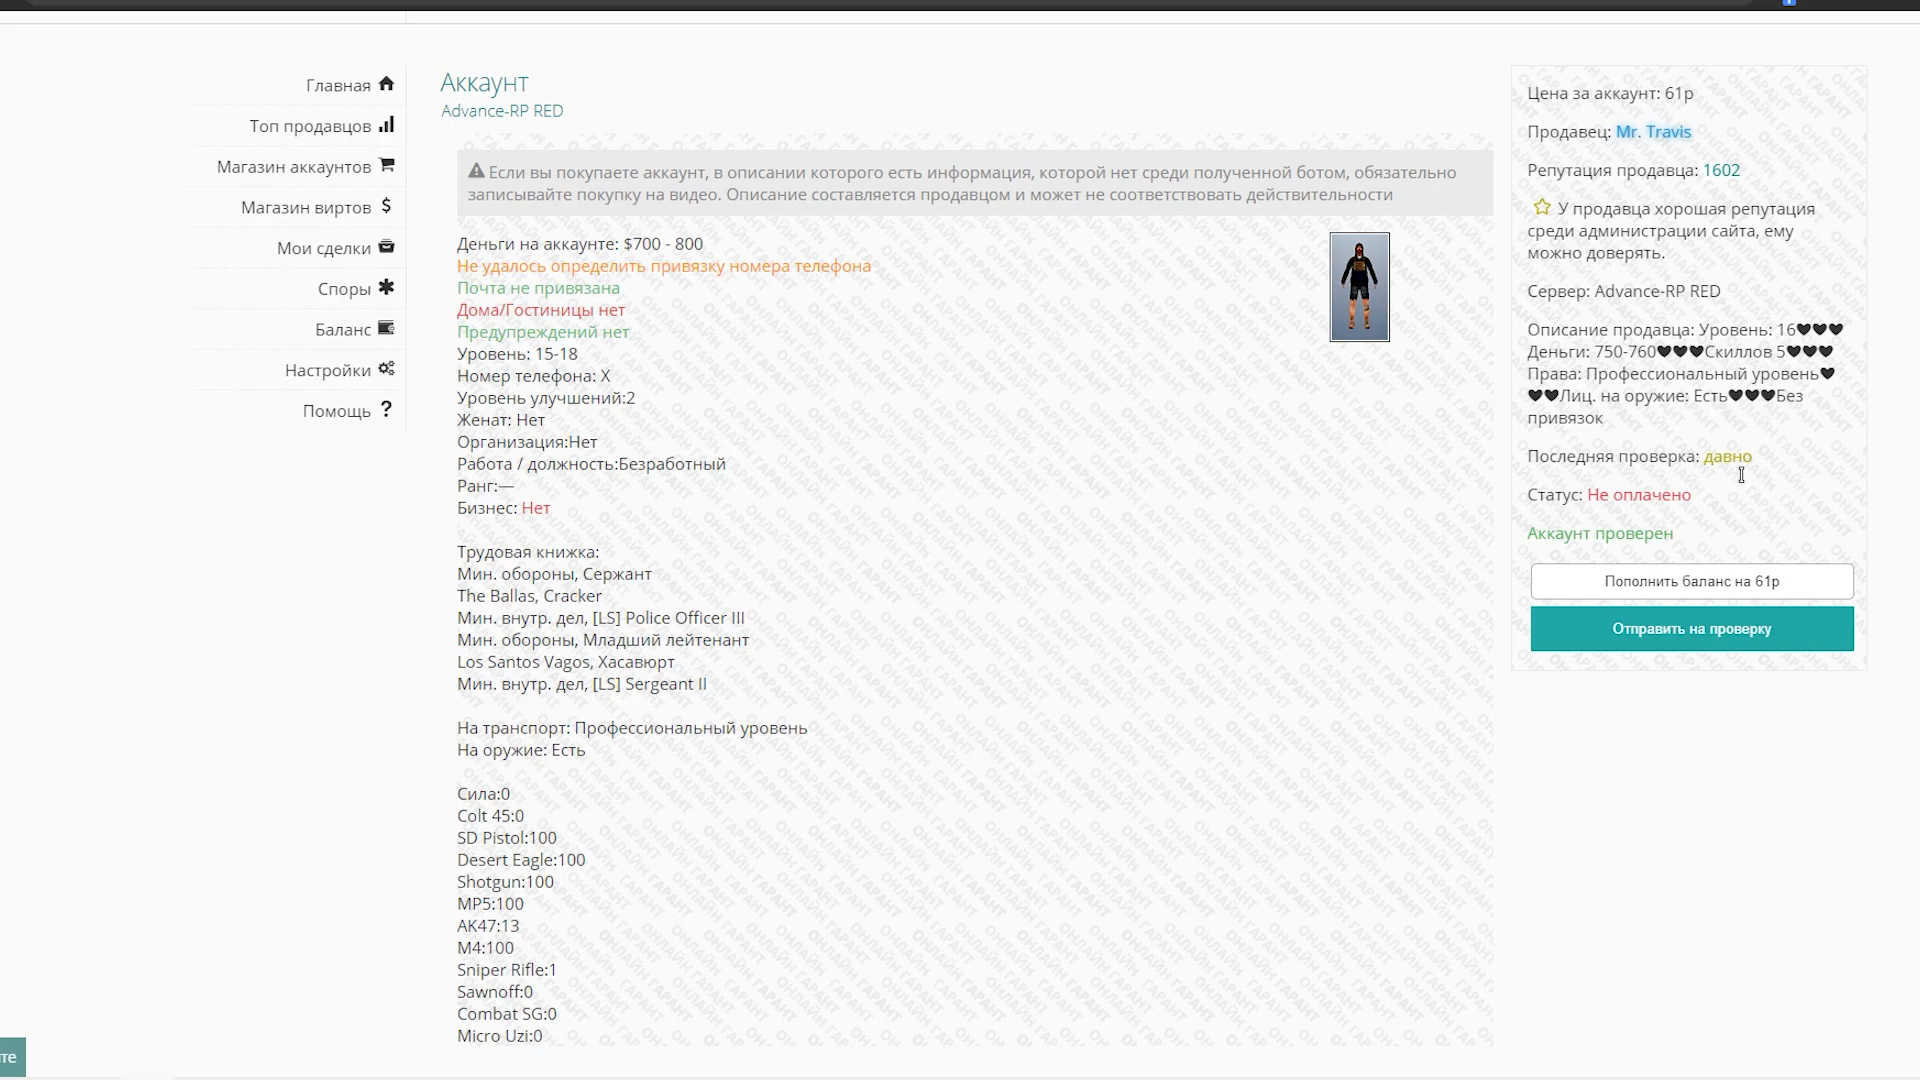 Главная
Топ продавцов
Магазин аккаунтов
Магазин виртов
Мои сделки
Споры
Баланс
Настройки
Помощь
Аккаунт
Advance-RP RED
Если вы покупаете аккаунт, в описании которого есть информация, которой нет среди полученной ботом, обязательно
записывайте покупку на видео. Описание составляется продавцом и может не соответствовать действительности
Деньги на аккаунте: $700 - 800
Не удалось определить привязку номера телефона
Почта не привязана
Дома/Гостиницы нет
Предупреждений нет
Уровень: 15-18
Номер телефона: X
Уровень улучшений:2
Женат: Нет
Организация:Нет
Работа / должность:Безработный
Ранг:—
Бизнес: Нет
Трудовая книжка:
Мин. обороны, Сержант
The Ballas, Cracker
Мин. внутр. дел, [LS] Police Officer III
Мин. обороны, Младший лейтенант
Los Santos Vagos, Хасавюрт
Мин. внутр. дел, [LS] Sergeant II
На транспорт: Профессиональный уровень
На оружие: Есть
Сила:0
Colt 45:0
SD Pistol:100
Desert Eagle:100
Shotgun:100
MP5:100
AK47:13
M4:100
Sniper Rifle:1
Sawnoff:0
Combat SG:0
Micro Uzi:0
Цена за аккаунт: 61р
Продавец: Mr. Travis
Репутация продавца: 1602
У продавца хорошая репутация
среди администрации сайта, ему
можно доверять.
Сервер: Advance-RP RED
Описание продавца: Уровень: 16♥♥♥
Деньги: 750-760♥♥♥Скиллов 5♥♥♥
Права: Профессиональный уровень♥
♥♥Лиц. на оружие: Есть♥♥♥Без
привязок
Последняя проверка: давно
Статус: Не оплачено
Аккаунт проверен
Пополнить баланс на 61р
Отправить на проверку
те
ОНЛАЙН ГАРАНТ